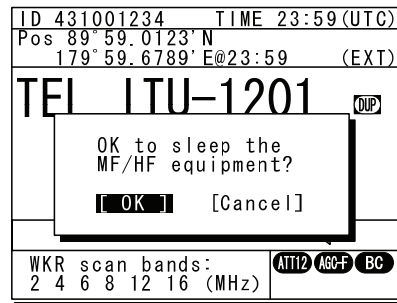 ID 431001234 TIME 23:59(UTC)
Pos 89°59.0123'N
179°59.6789'E@23:59 (EXT)
TEL ITU-1201 DUP
OK to sleep the
MF/HF equipment?
[ OK ] [Cancel]
WKR scan bands: ATT12 AGC-F BC
2 4 6 8 12 16 (MHz)